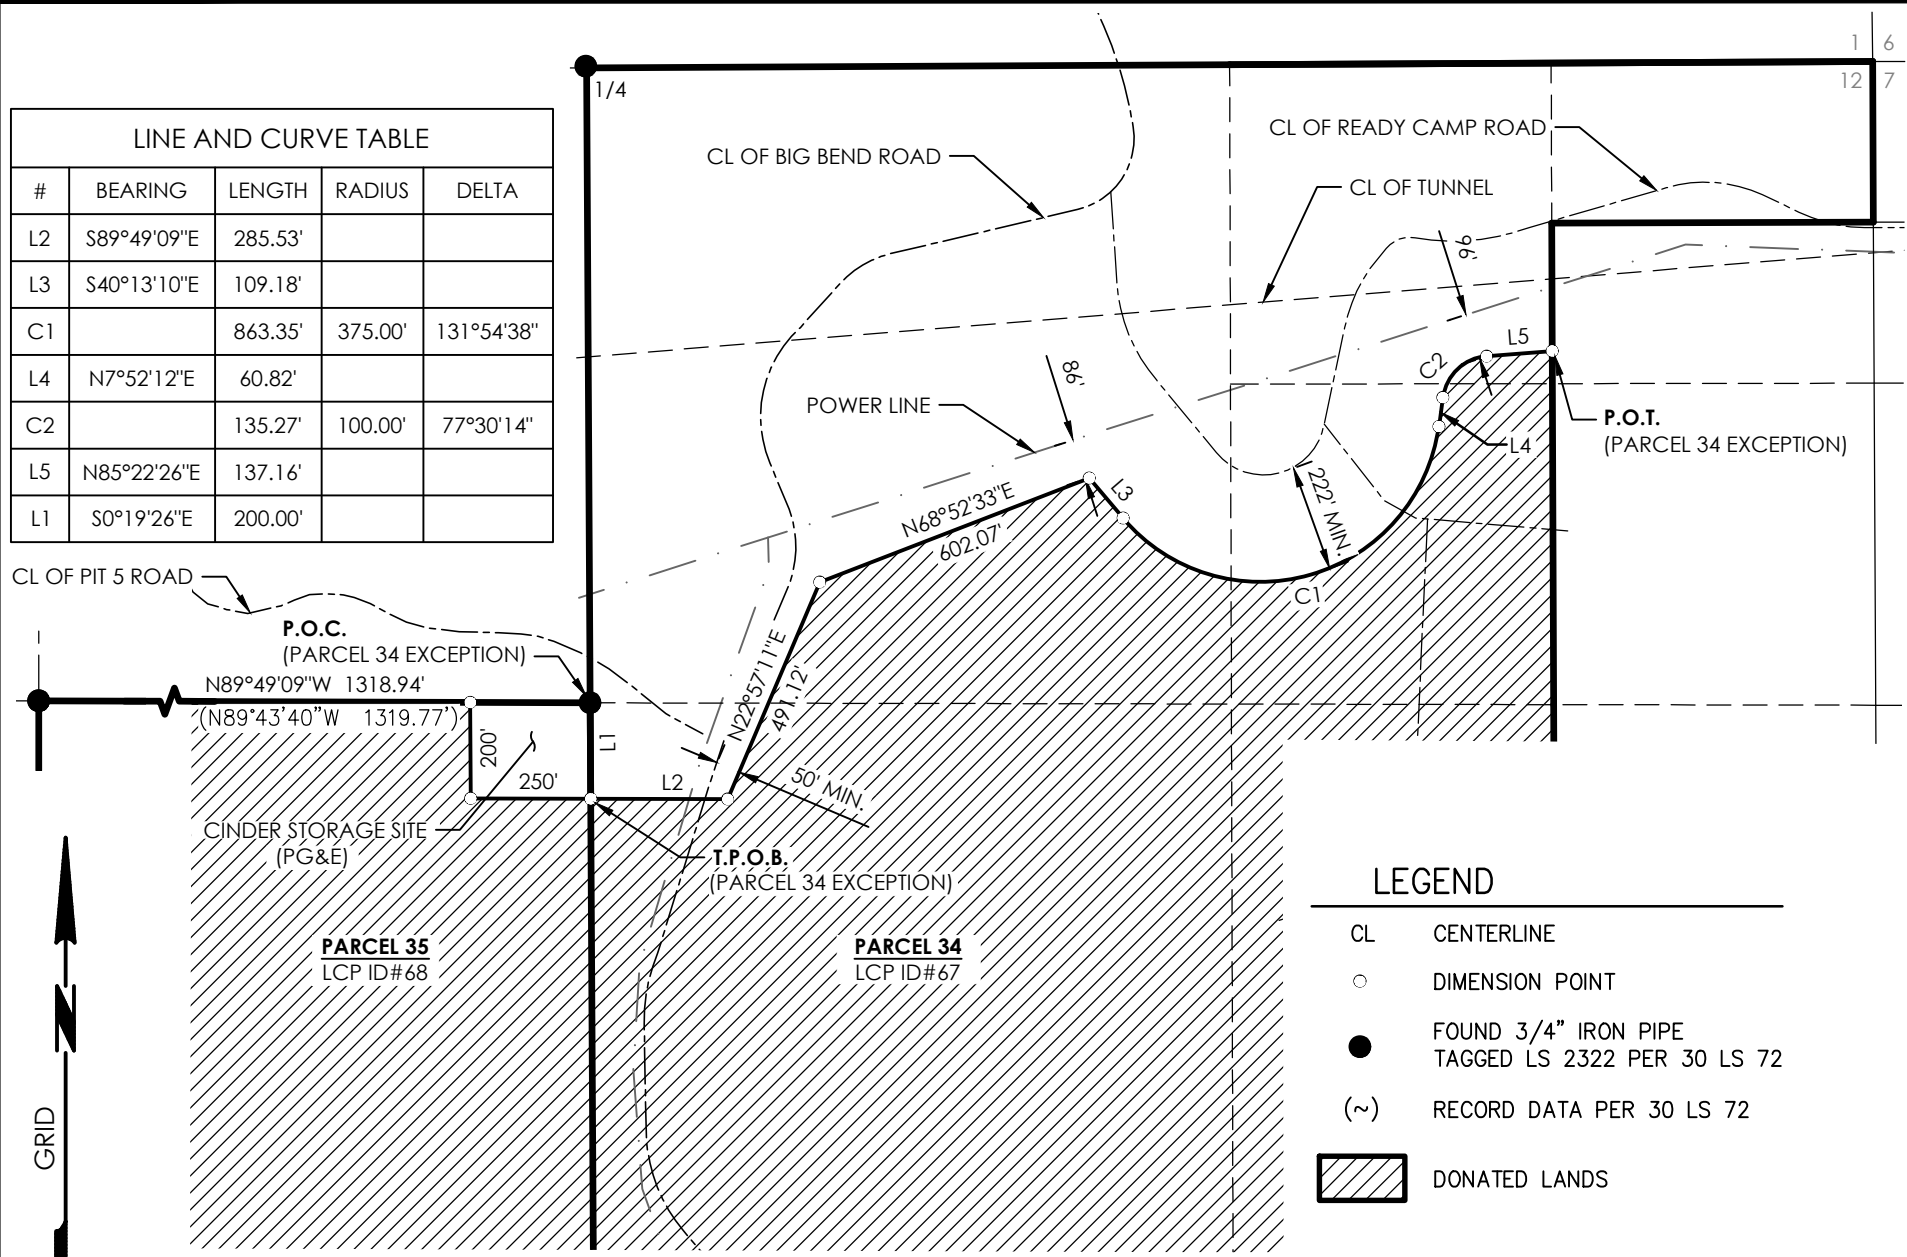 1 6
12 7
1/4
LINE AND CURVE TABLE
# BEARING LENGTH RADIUS DELTA
L2 S89°49'09"E 285.53'
L3 S40°13'10"E 109.18'
C1 863.35' 375.00' 131°54'38"
L4 N7°52'12"E 60.82'
C2 135.27' 100.00' 77°30'14"
L5 N85°22'26"E 137.16'
L1 S0°19'26"E 200.00'
CL OF BIG BEND ROAD
CL OF READY CAMP ROAD
CL OF TUNNEL
96'
86'
POWER LINE
L5
C2
L4
P.O.T.
(PARCEL 34 EXCEPTION)
L3
222' MIN.
N68°52'33"E
602.07'
C1
CL OF PIT 5 ROAD
P.O.C.
(PARCEL 34 EXCEPTION)
N89°49'09"W 1318.94'
(N89°43'40"W 1319.77')
N22°57'11"E
491.12'
200'
250'
L1
L2
50' MIN.
CINDER STORAGE SITE
(PG&E)
T.P.O.B.
(PARCEL 34 EXCEPTION)
PARCEL 35
LCP ID#68
PARCEL 34
LCP ID#67
N
GRID
LEGEND
CL CENTERLINE
DIMENSION POINT
FOUND 3/4" IRON PIPE
TAGGED LS 2322 PER 30 LS 72
(~) RECORD DATA PER 30 LS 72
DONATED LANDS